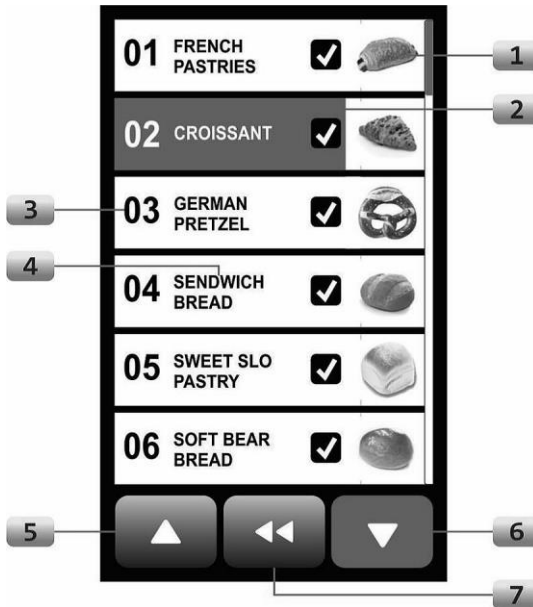 01 FRENCH
PASTRIES
1
2
02 CROISSANT
3
03 GERMAN
PRETZEL
4
04 SENDWICH
BREAD
05 SWEET SLO
PASTRY
06 SOFT BEAR
BREAD
5
6
7